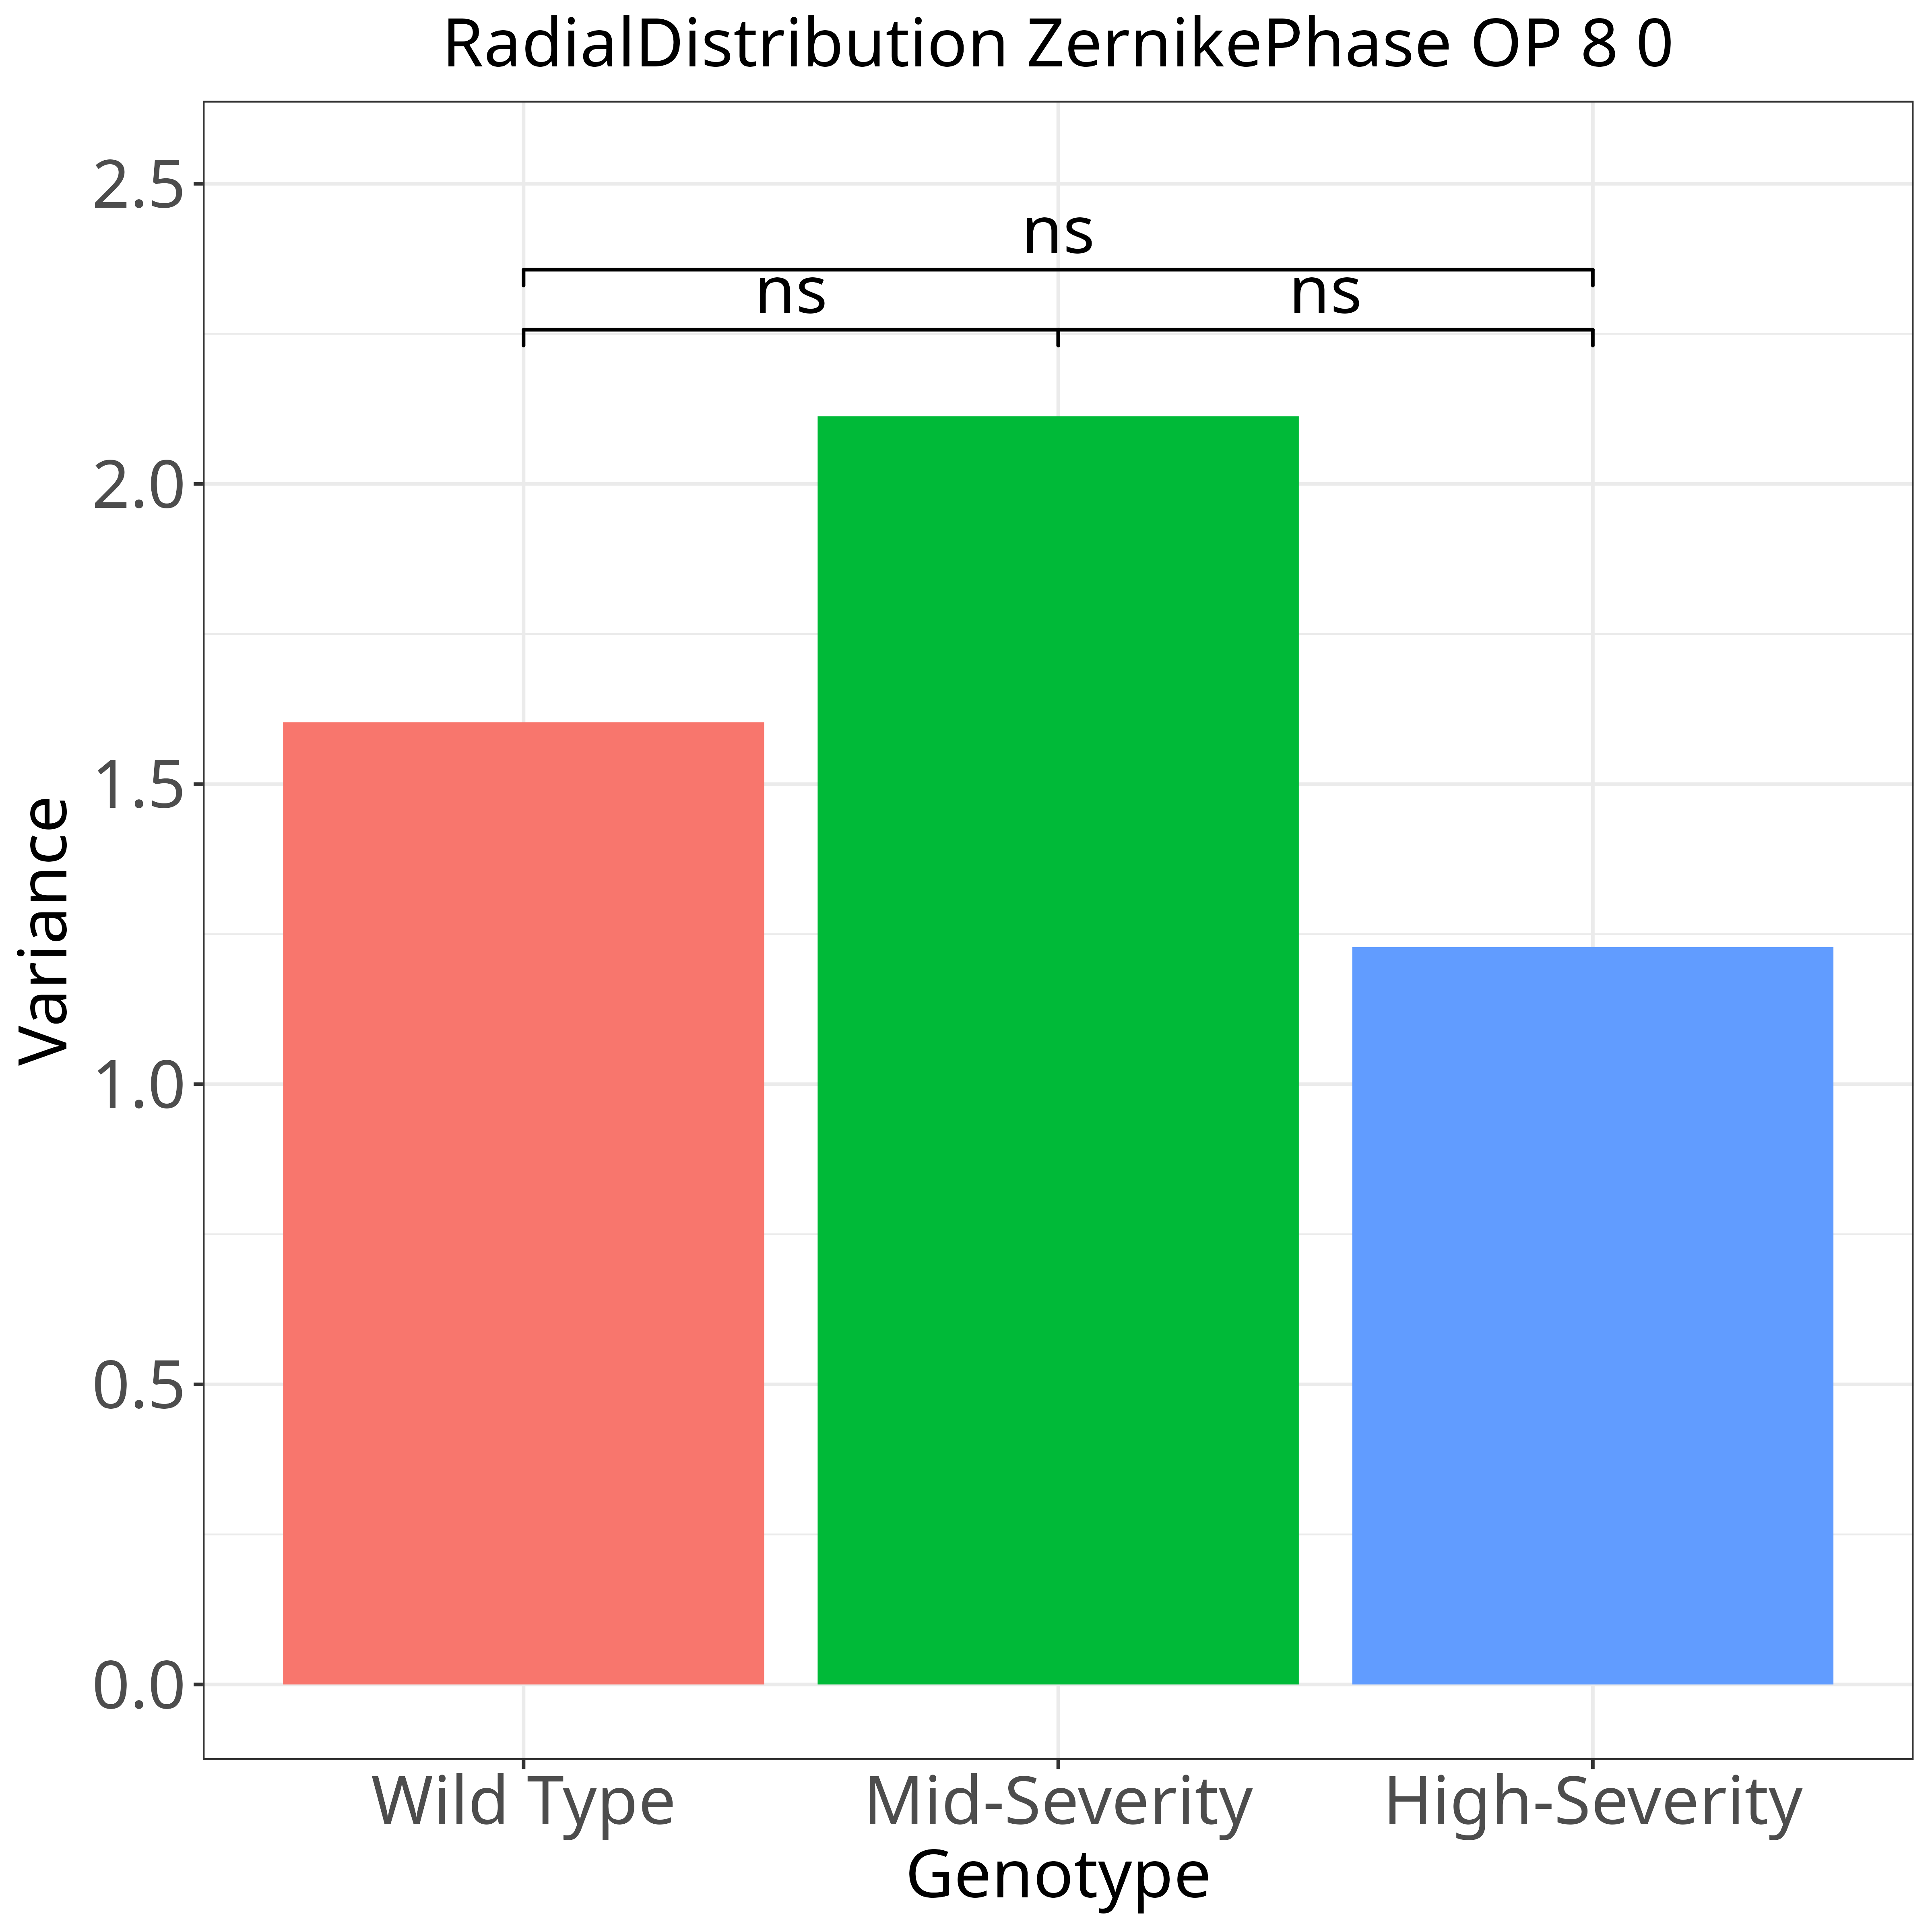 RadialDistribution ZernikePhase OP 8 0
2.5
ns
ns ns
2.0
1.5
Variance
1.0
0.5
0.0
Wild Type Mid-Severity High-Severity
Genotype